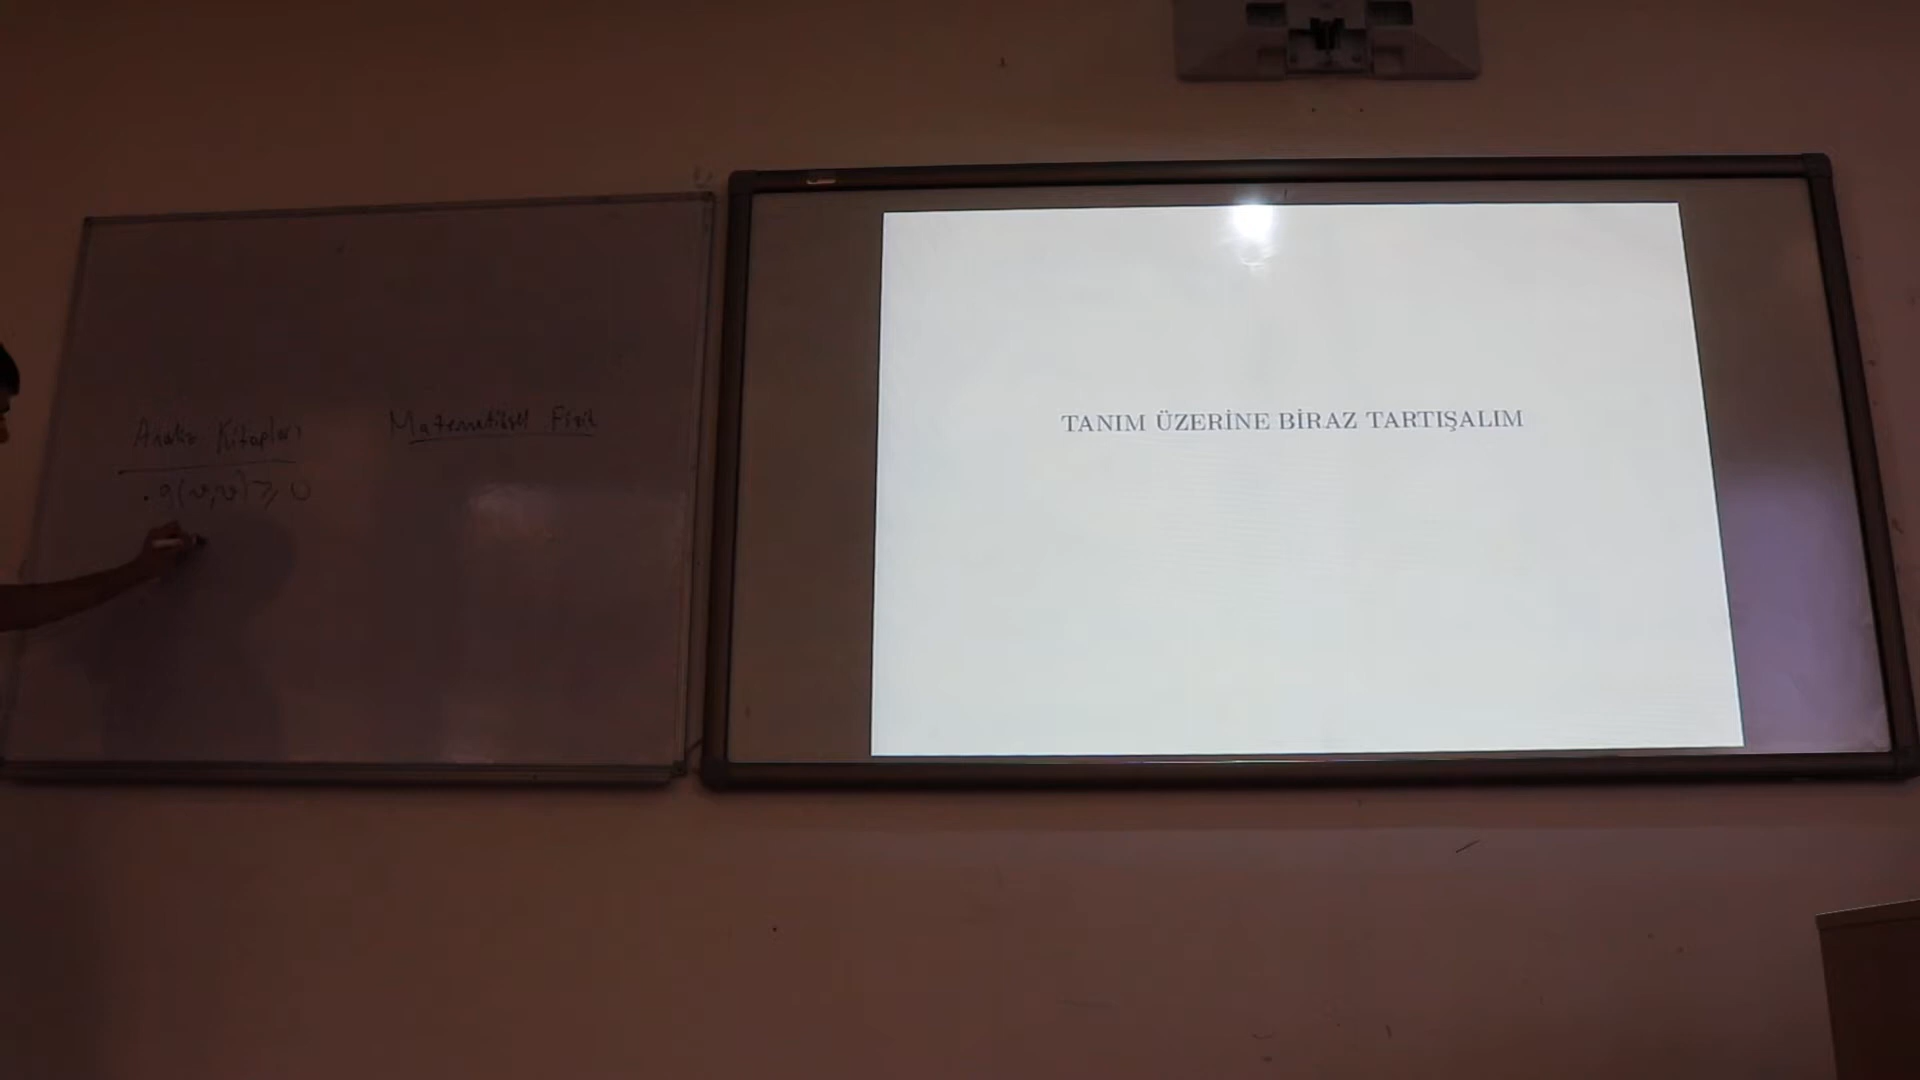 Analiz Kitapları
Matematiksel Fizik
. g(v,v) ⩾ 0
TANIM ÜZERİNE BİRAZ TARTIŞALIM